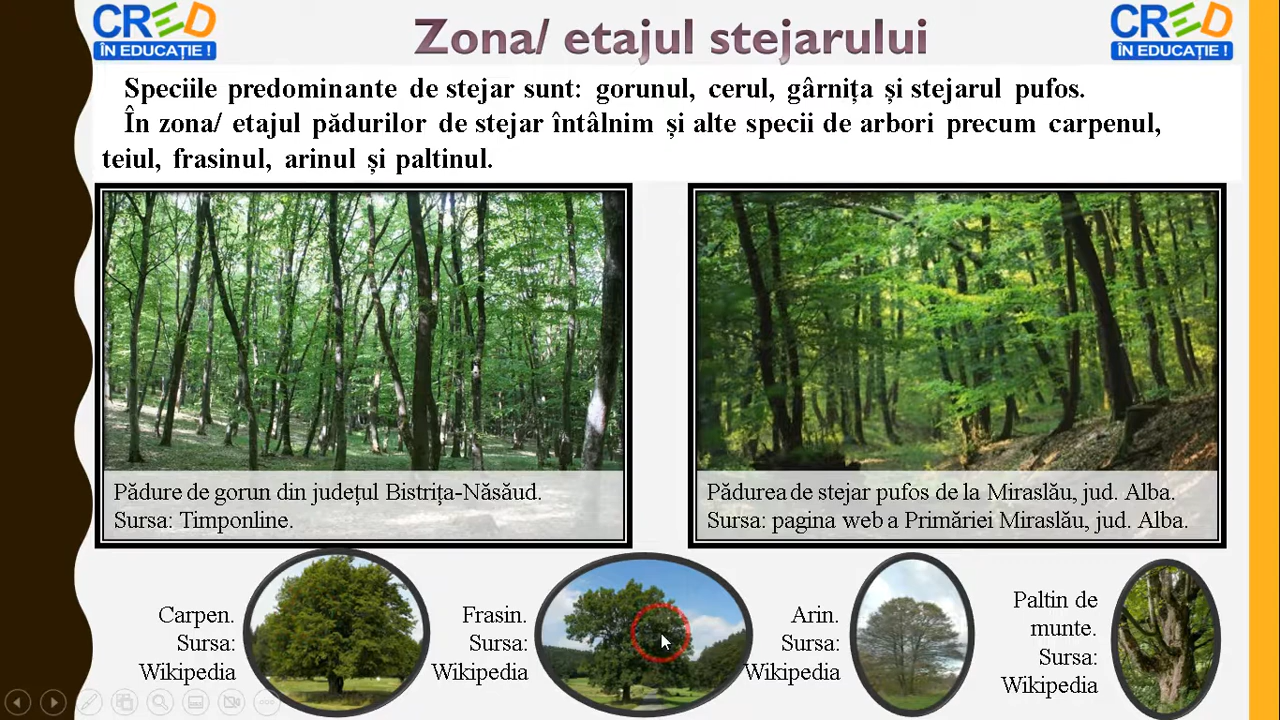 CRED
ÎN EDUCAȚIE !
Zona/ etajul stejarului
CRED
ÎN EDUCAȚIE !
Speciile predominante de stejar sunt: gorunul, cerul, gârnița și stejarul pufos.
În zona/ etajul pădurilor de stejar întâlnim și alte specii de arbori precum carpenul,
teiul, frasinul, arinul și paltinul.
Pădure de gorun din județul Bistrița-Năsăud.
Sursa: Timponline.
Pădurea de stejar pufos de la Miraslău, jud. Alba.
Sursa: pagina web a Primăriei Miraslău, jud. Alba.
Carpen.
Sursa:
Wikipedia
Frasin.
Sursa:
Wikipedia
Arin.
Sursa:
Wikipedia
Paltin de
munte.
Sursa:
Wikipedia